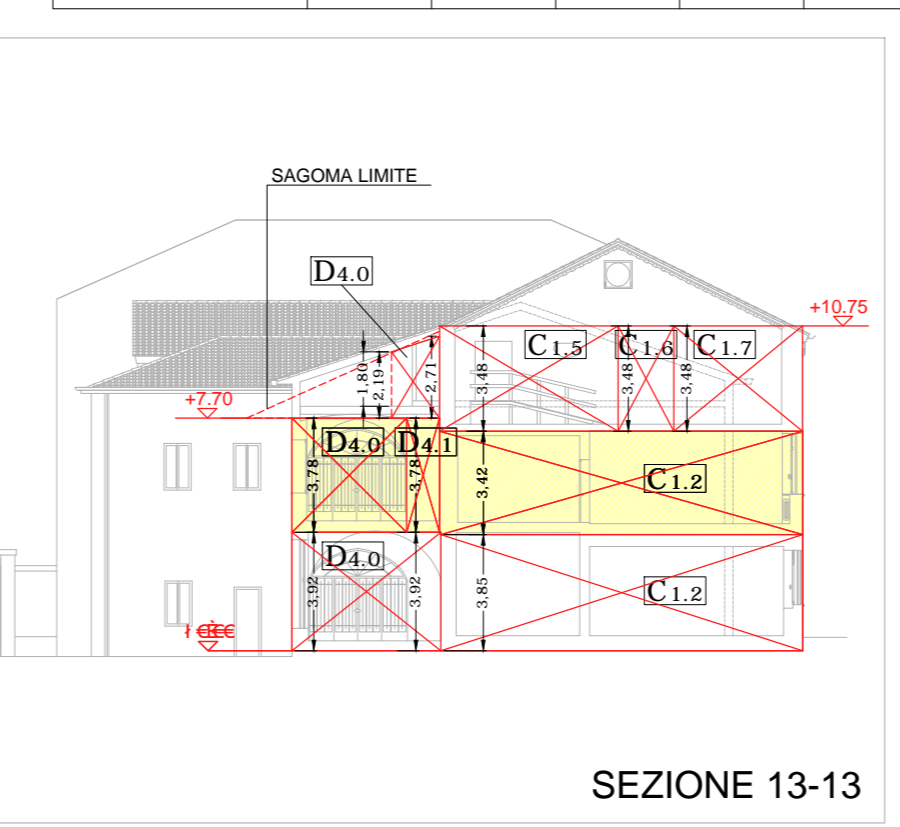 SAGOMA LIMITE
D4.0
+10.75
C1.5
C1.6
C1.7
1,80
2,19
2,71
3,48
3,48
3,48
+7.70
D4.0
D4.1
3,78
3,78
3,42
C1.2
D4.0
3,92
3,92
3,85
C1.2
SEZIONE 13-13